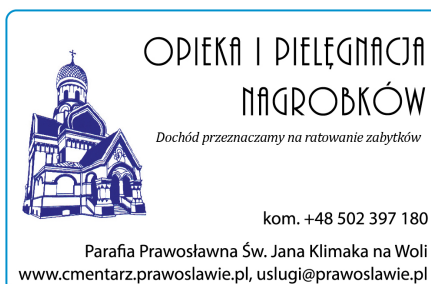 OPIEKA I PIELĘGNACJA
NAGROBKÓW
Dochód przeznaczamy na ratowanie zabytków
kom. +48 502 397 180
Parafia Prawosławna Św. Jana Klimaka na Woli
www.cmentarz.prawoslawie.pl, uslugi@prawoslawie.pl